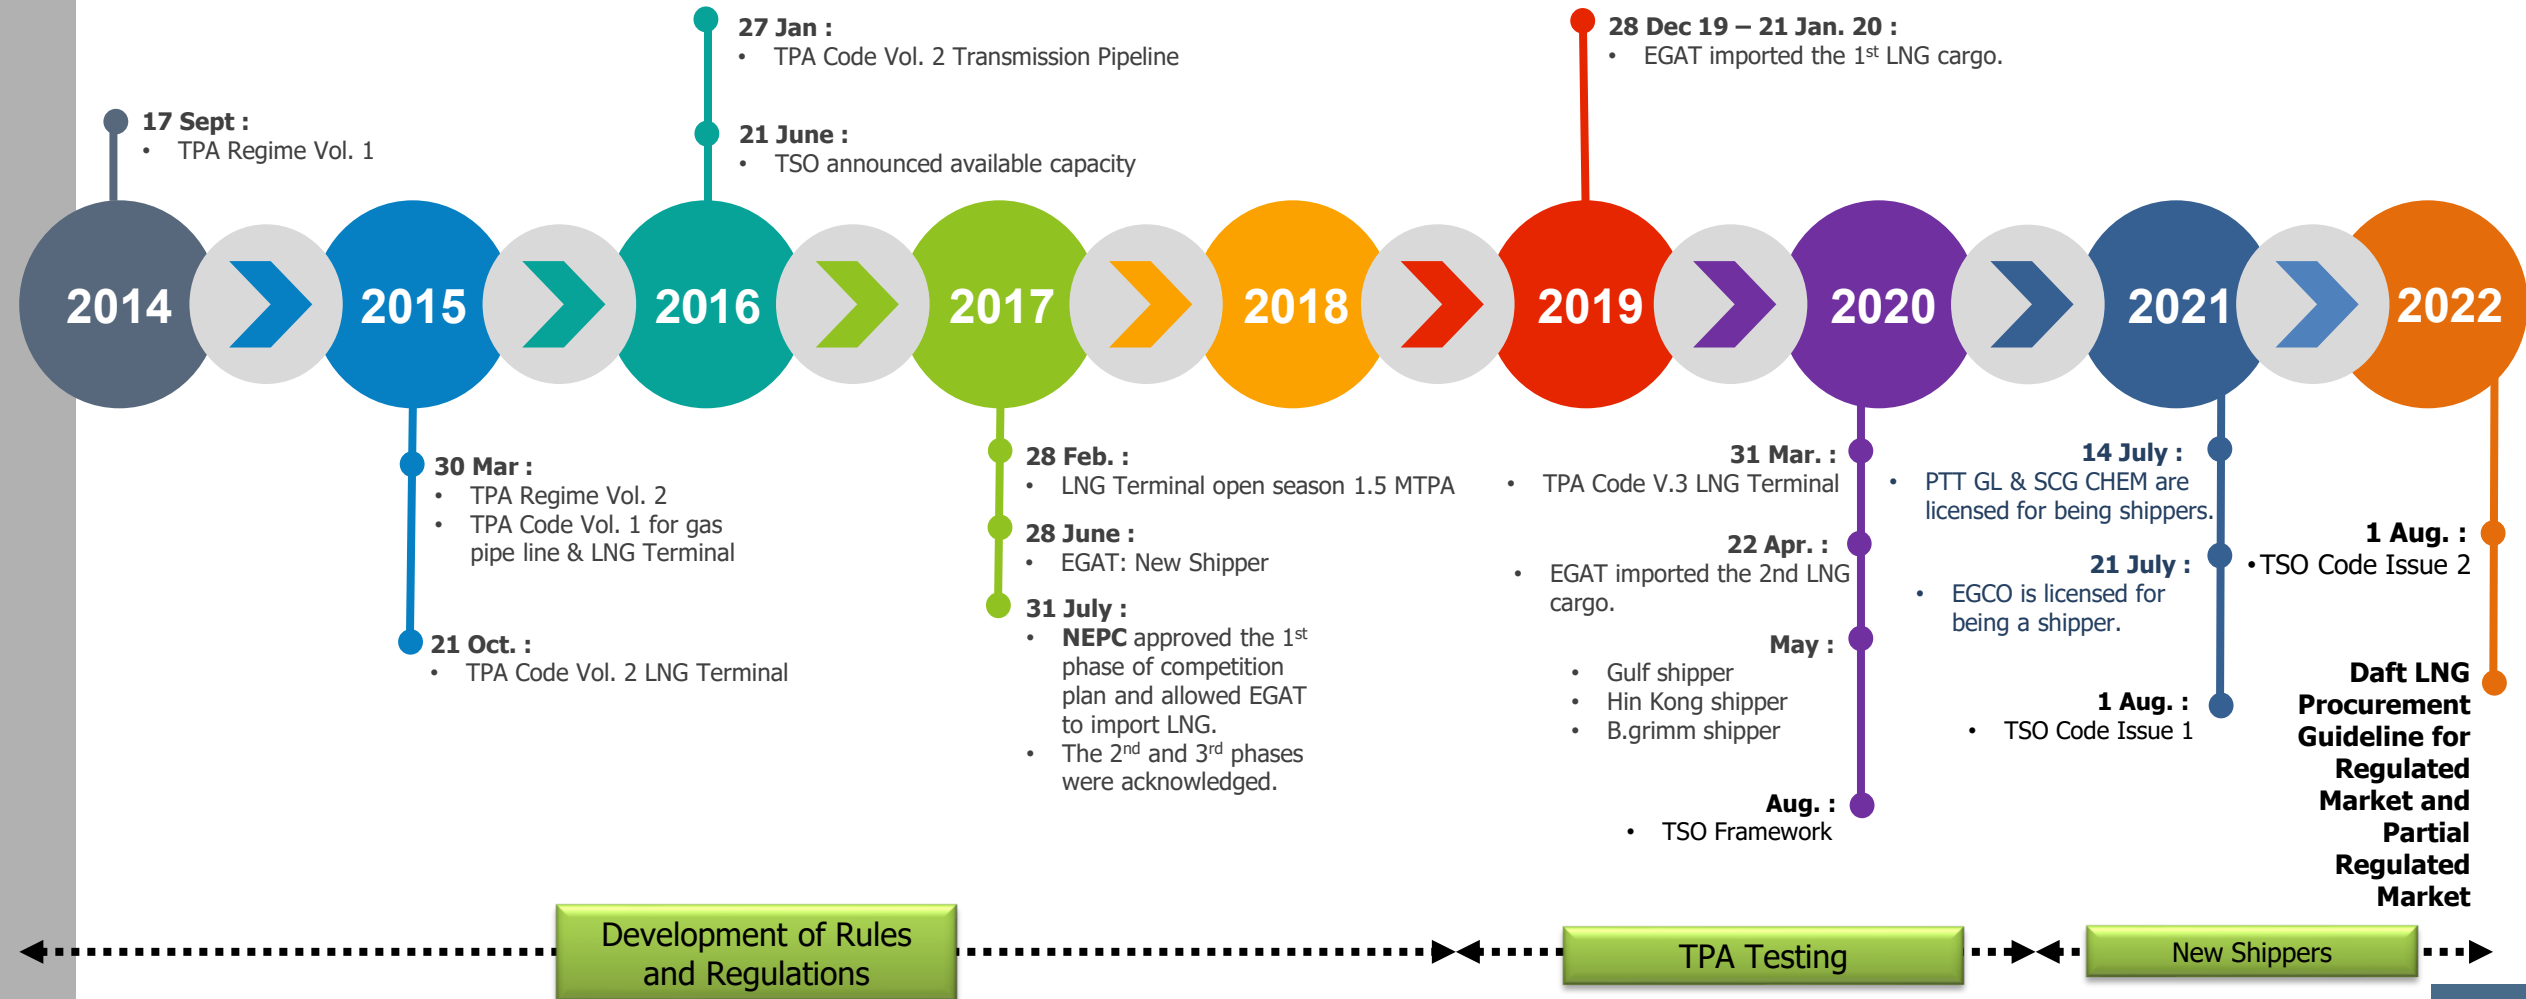 27 Jan :
• TPA Code Vol. 2 Transmission Pipeline
28 Dec 19 – 21 Jan. 20 :
• EGAT imported the 1st LNG cargo.
17 Sept :
• TPA Regime Vol. 1
21 June :
• TSO announced available capacity
2014
2015
2016
2017
2018
2019
2020
2021
2022
30 Mar :
• TPA Regime Vol. 2
• TPA Code Vol. 1 for gas
pipe line & LNG Terminal
21 Oct. :
• TPA Code Vol. 2 LNG Terminal
28 Feb. :
• LNG Terminal open season 1.5 MTPA
28 June :
• EGAT: New Shipper
31 July :
• NEPC approved the 1st
phase of competition
plan and allowed EGAT
to import LNG.
• The 2nd and 3rd phases
were acknowledged.
31 Mar. :
• TPA Code V.3 LNG Terminal
22 Apr. :
• EGAT imported the 2nd LNG
cargo.
May :
• Gulf shipper
• Hin Kong shipper
• B.grimm shipper
Aug. :
• TSO Framework
14 July :
• PTT GL & SCG CHEM are
licensed for being shippers.
21 July :
• EGCO is licensed for
being a shipper.
1 Aug. :
• TSO Code Issue 1
1 Aug. :
•TSO Code Issue 2
Daft LNG
Procurement
Guideline for
Regulated
Market and
Partial
Regulated
Market
Development of Rules
and Regulations
TPA Testing
New Shippers